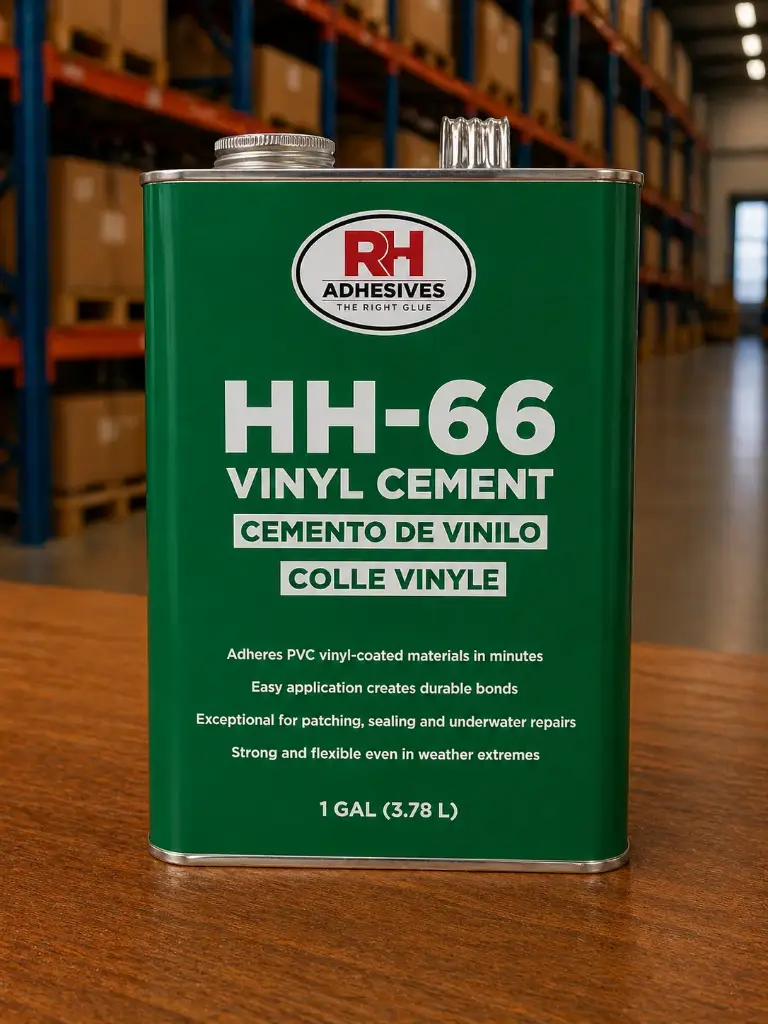 RH
ADHESIVES
THE RIGHT GLUE
HH-66
VINYL CEMENT
CEMENTO DE VINILO
COLLE VINYLE
Adheres PVC vinyl-coated materials in minutes
Easy application creates durable bonds
Exceptional for patching, sealing and underwater repairs
Strong and flexible even in weather extremes
1 GAL (3.78 L)